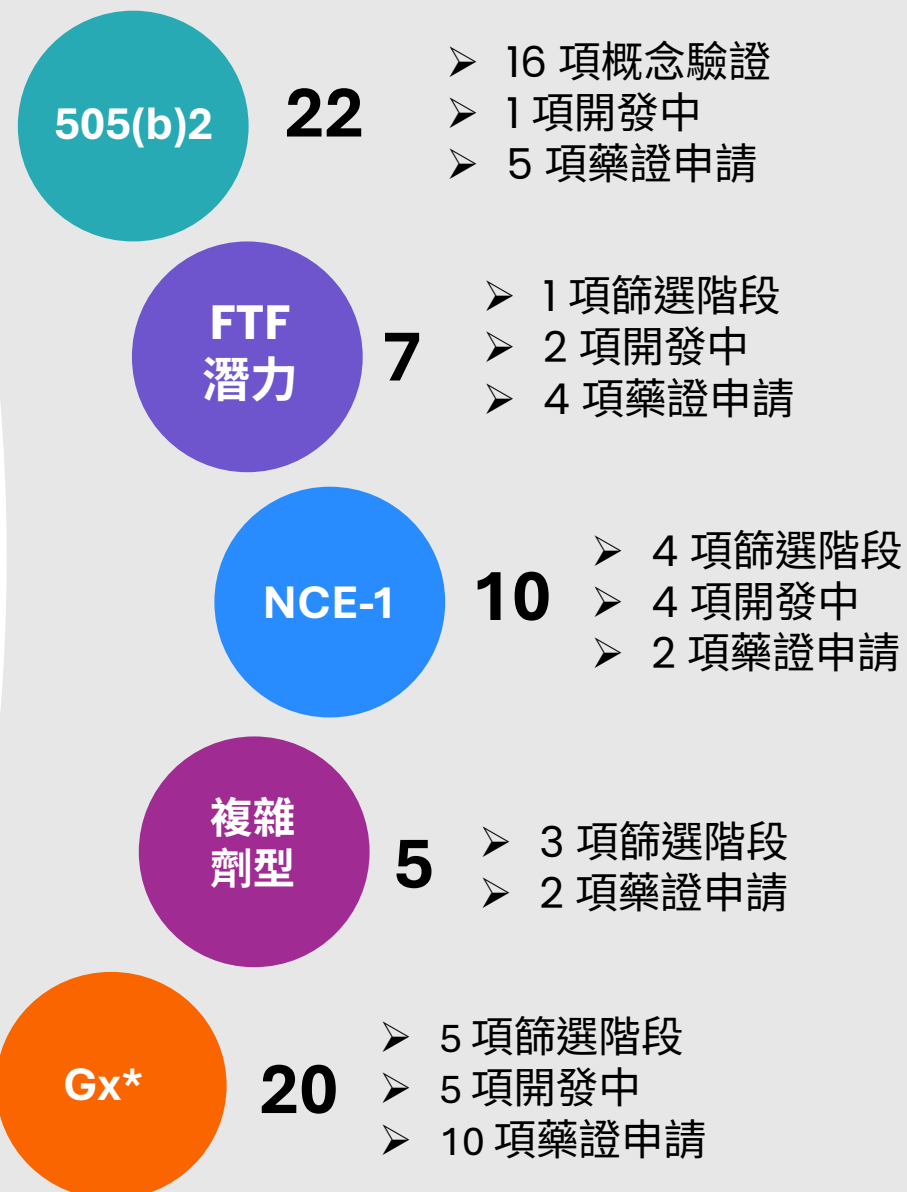 505(b)2
22
➢ 16 項概念驗證
➢ 1 項開發中
➢ 5 項藥證申請
FTF
潛力
7
➢ 1 項篩選階段
➢ 2 項開發中
➢ 4 項藥證申請
NCE-1
10
➢ 4 項篩選階段
➢ 4 項開發中
➢ 2 項藥證申請
複雜
劑型
5
➢ 3 項篩選階段
➢ 2 項藥證申請
Gx*
20
➢ 5 項篩選階段
➢ 5 項開發中
➢ 10 項藥證申請